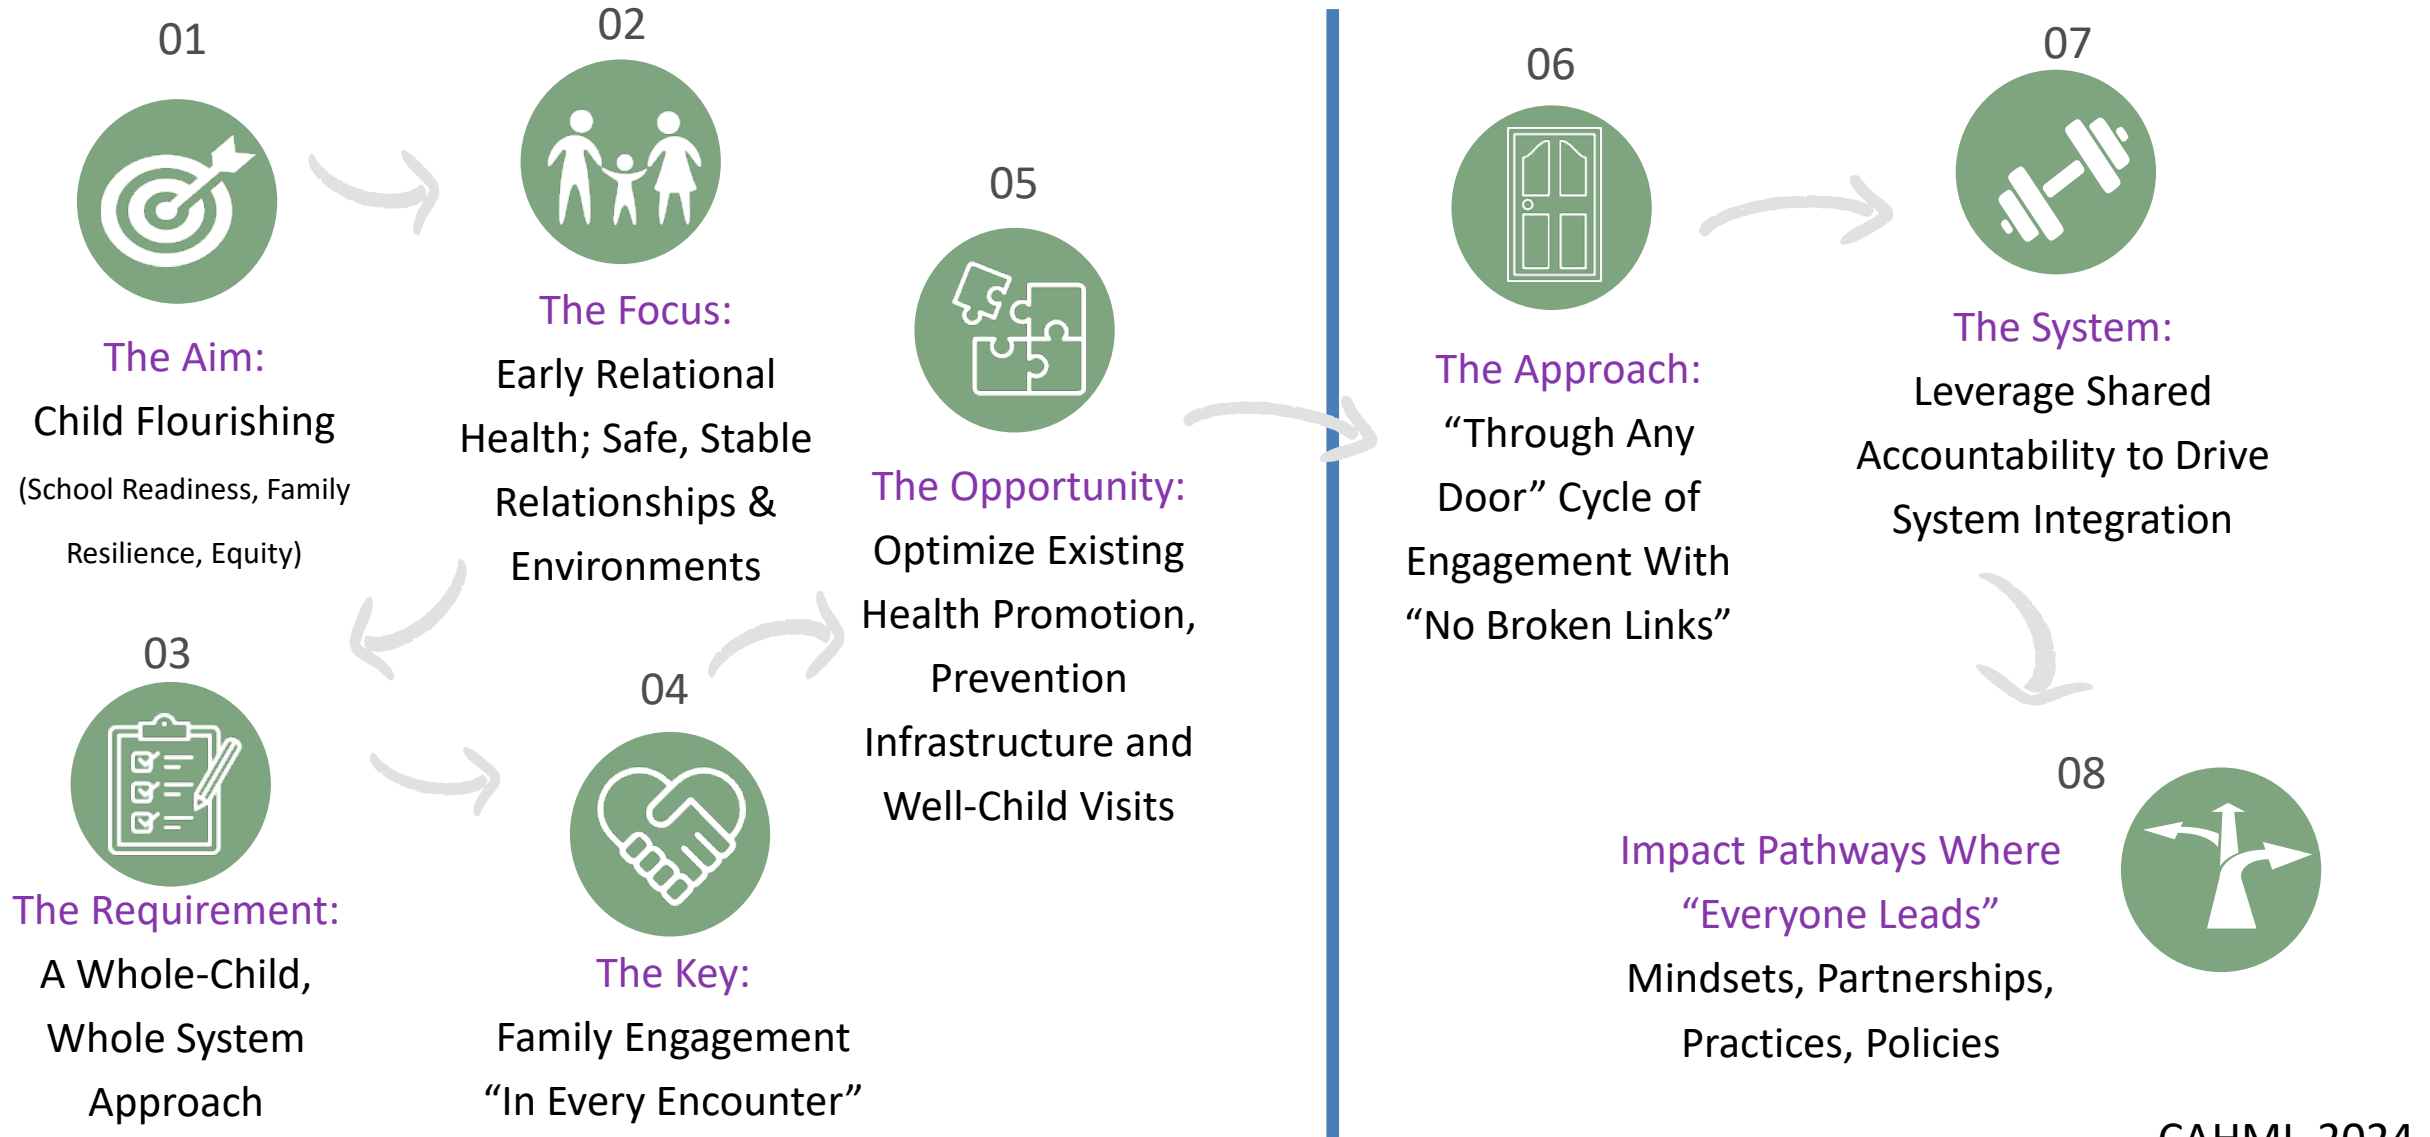 01
The Aim:
Child Flourishing
(School Readiness, Family
Resilience, Equity)
02
The Focus:
Early Relational
Health; Safe, Stable
Relationships &
Environments
03
The Requirement:
A Whole-Child,
Whole System
Approach
04
The Key:
Family Engagement
“In Every Encounter”
05
The Opportunity:
Optimize Existing
Health Promotion,
Prevention
Infrastructure and
Well-Child Visits
06
The Approach:
“Through Any
Door” Cycle of
Engagement With
“No Broken Links”
07
The System:
Leverage Shared
Accountability to Drive
System Integration
08
Impact Pathways Where
“Everyone Leads”
Mindsets, Partnerships,
Practices, Policies
CAHMI, 2024